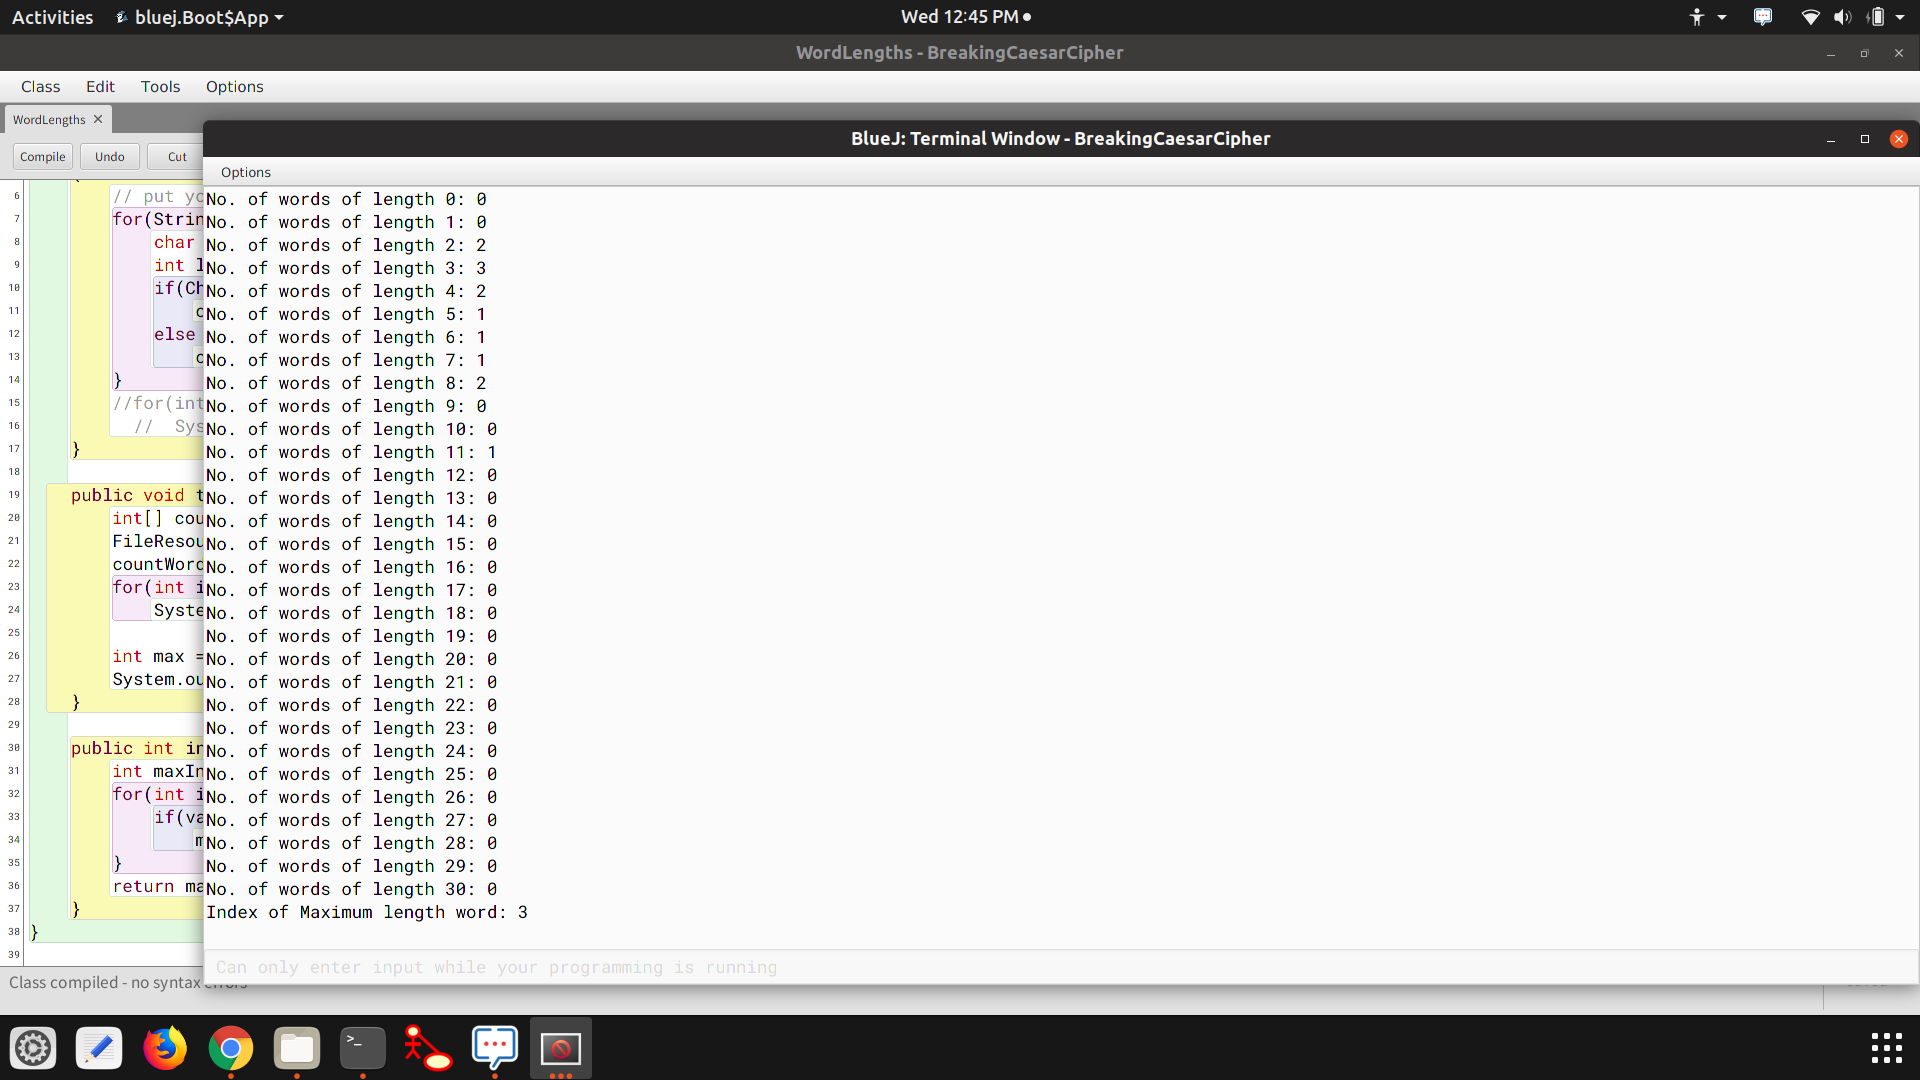 Activities bluej.Boot$App Wed 12:45 PM
WordLengths - BreakingCaesarCipher
Class Edit Tools Options
WordLengths
Compile Undo Cut
BlueJ: Terminal Window - BreakingCaesarCipher
Options
6 // put
7 for(
8 char
9 int
10 if(
11
12 else
13
14 }
15 //for(int
16 //
17 }
18
19 public void
20 int[]
21
22
23 for(int
24
25
26 int max =
27
28 }
29
30 public int
31 int
32 for(int
33 if(
34
35 }
36 return
37 }
38 }
39
No. of words of length 0: 0
No. of words of length 1: 0
No. of words of length 2: 2
No. of words of length 3: 3
No. of words of length 4: 2
No. of words of length 5: 1
No. of words of length 6: 1
No. of words of length 7: 1
No. of words of length 8: 2
No. of words of length 9: 0
No. of words of length 10: 0
No. of words of length 11: 1
No. of words of length 12: 0
No. of words of length 13: 0
No. of words of length 14: 0
No. of words of length 15: 0
No. of words of length 16: 0
No. of words of length 17: 0
No. of words of length 18: 0
No. of words of length 19: 0
No. of words of length 20: 0
No. of words of length 21: 0
No. of words of length 22: 0
No. of words of length 23: 0
No. of words of length 24: 0
No. of words of length 25: 0
No. of words of length 26: 0
No. of words of length 27: 0
No. of words of length 28: 0
No. of words of length 29: 0
No. of words of length 30: 0
Index of Maximum length word: 3
Can only enter input while your programming is running
Class compiled - no syntax errors